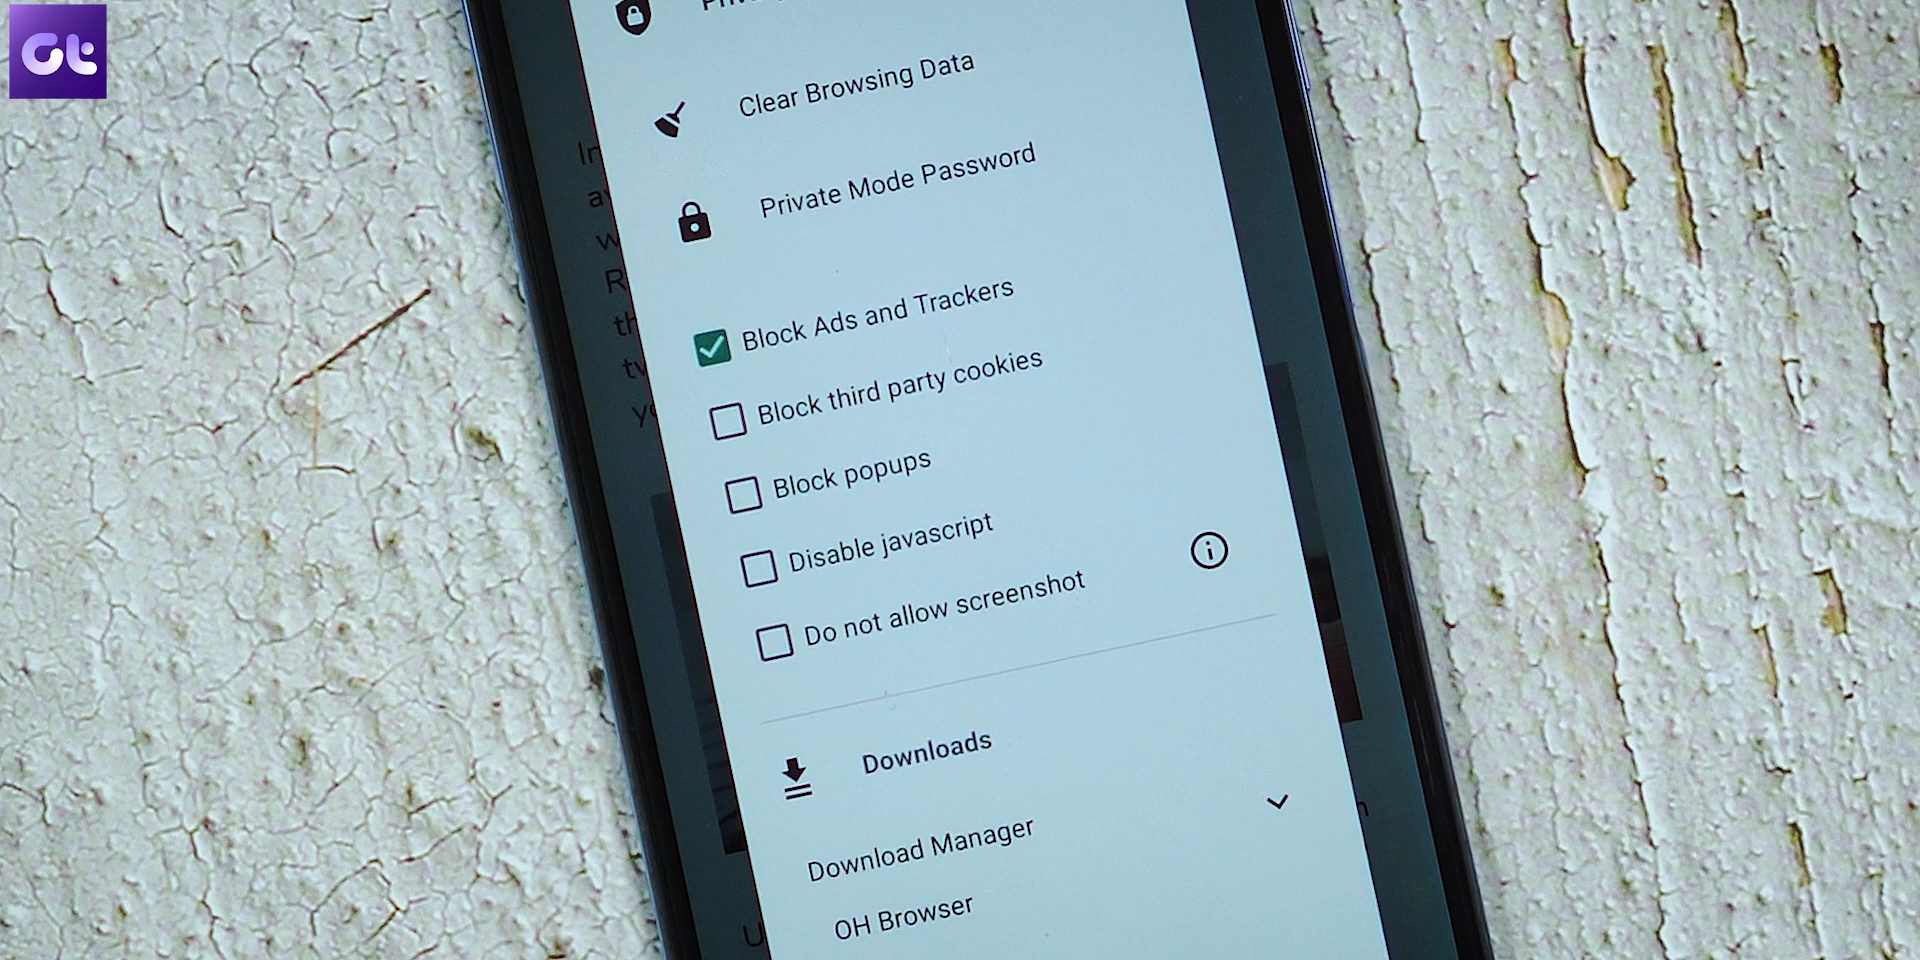 Gt
Clear Browsing Data
Private Mode Password
Block Ads and Trackers
Block third party cookies
Block popups
Disable javascript
Do not allow screenshot
Downloads
Download Manager
OH Browser